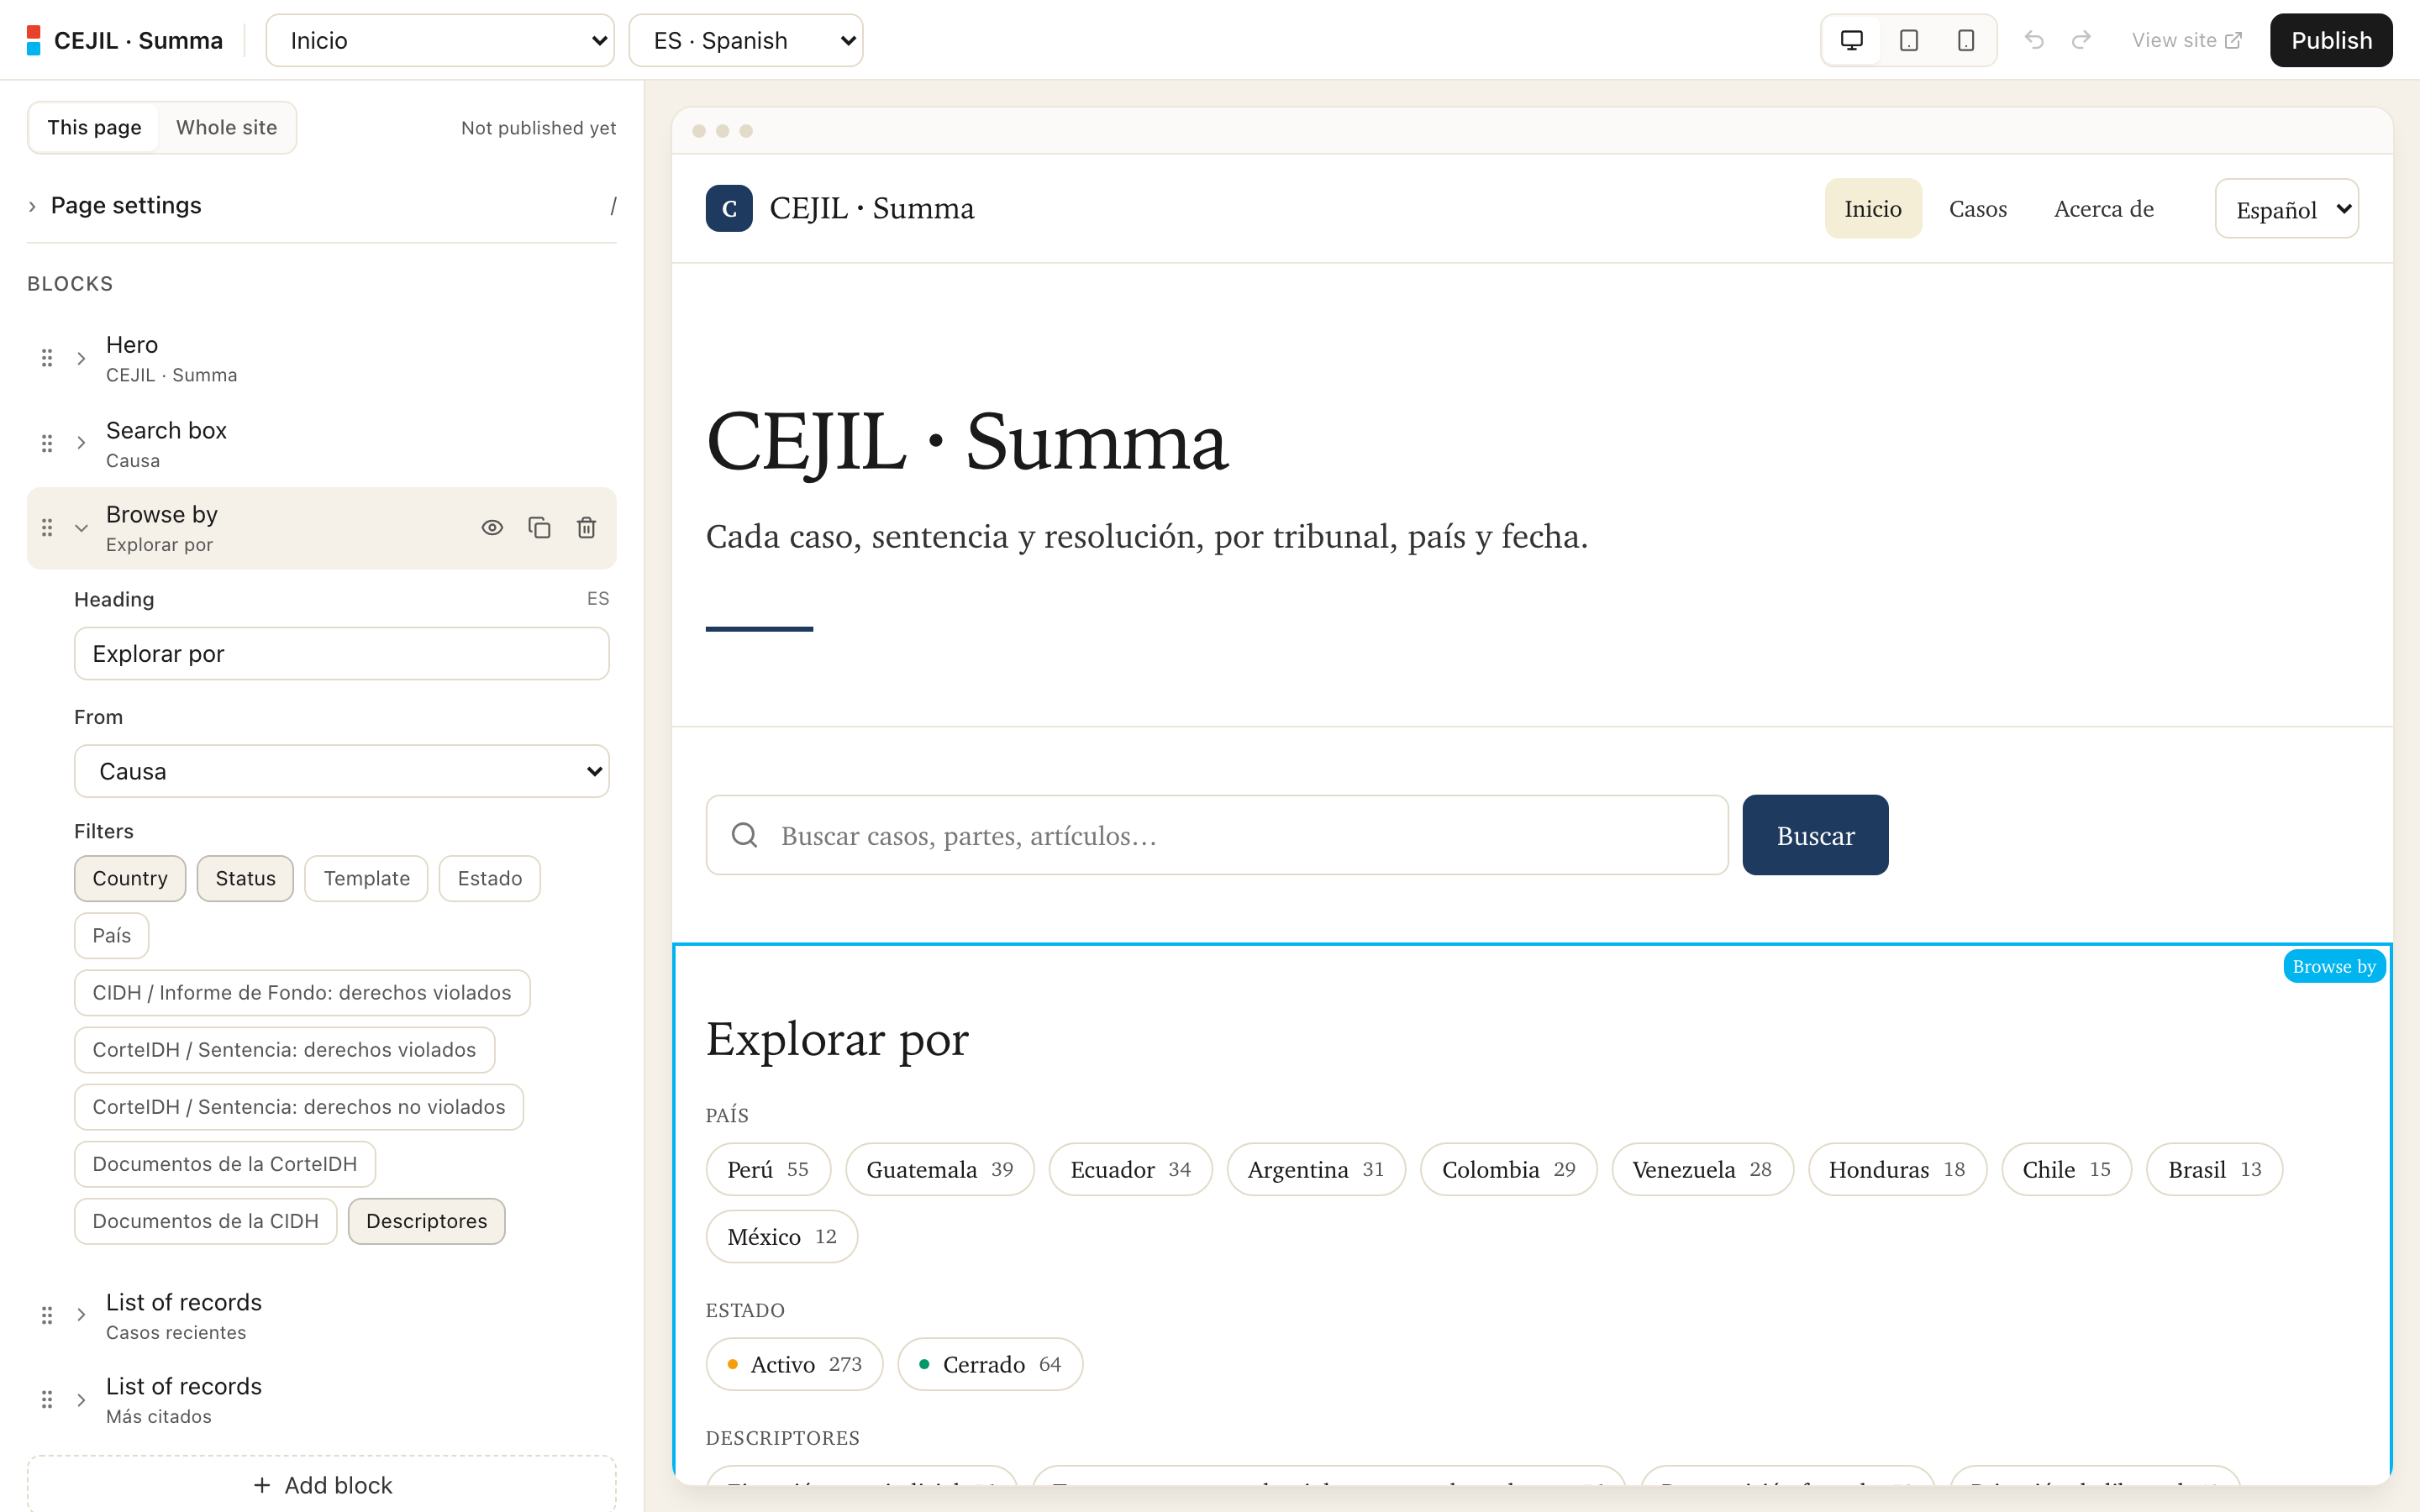 CEJIL · Summa
Inicio
ES · Spanish
View site
Publish
This page
Whole site
Not published yet
Page settings
/
BLOCKS
Hero
CEJIL · Summa
Search box
Causa
Browse by
Explorar por
Heading
ES
Explorar por
From
Causa
Filters
Country
Status
Template
Estado
País
CIDH / Informe de Fondo: derechos violados
CorteIDH / Sentencia: derechos violados
CorteIDH / Sentencia: derechos no violados
Documentos de la CorteIDH
Documentos de la CIDH
Descriptores
List of records
Casos recientes
List of records
Más citados
+ Add block
C
CEJIL · Summa
Inicio
Casos
Acerca de
Español
CEJIL · Summa
Cada caso, sentencia y resolución, por tribunal, país y fecha.
Buscar casos, partes, artículos…
Buscar
Browse by
Explorar por
PAÍS
Perú 55
Guatemala 39
Ecuador 34
Argentina 31
Colombia 29
Venezuela 28
Honduras 18
Chile 15
Brasil 13
México 12
ESTADO
Activo 273
Cerrado 64
DESCRIPTORES